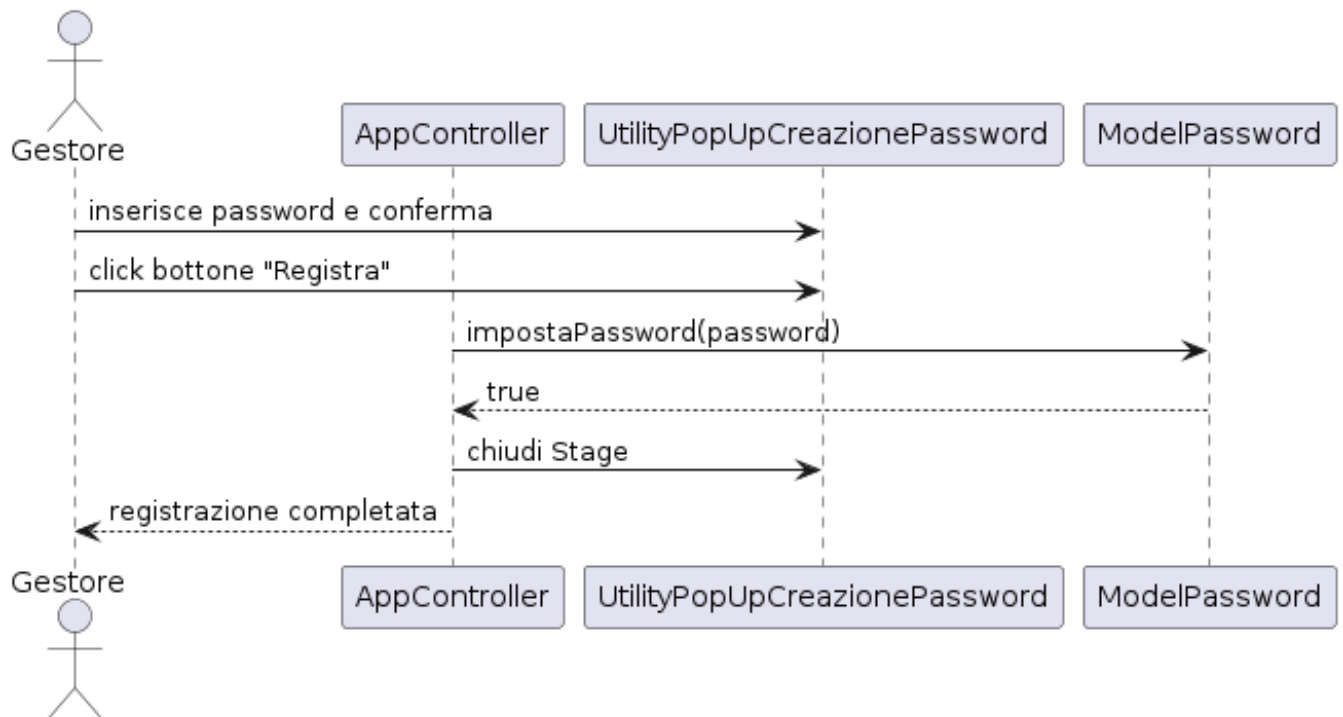 Gestore
AppController
UtilityPopUpCreazionePassword
ModelPassword
inserisce password e conferma
click bottone "Registra"
impostaPassword(password)
true
chiudi Stage
registrazione completata
Gestore
AppController
UtilityPopUpCreazionePassword
ModelPassword